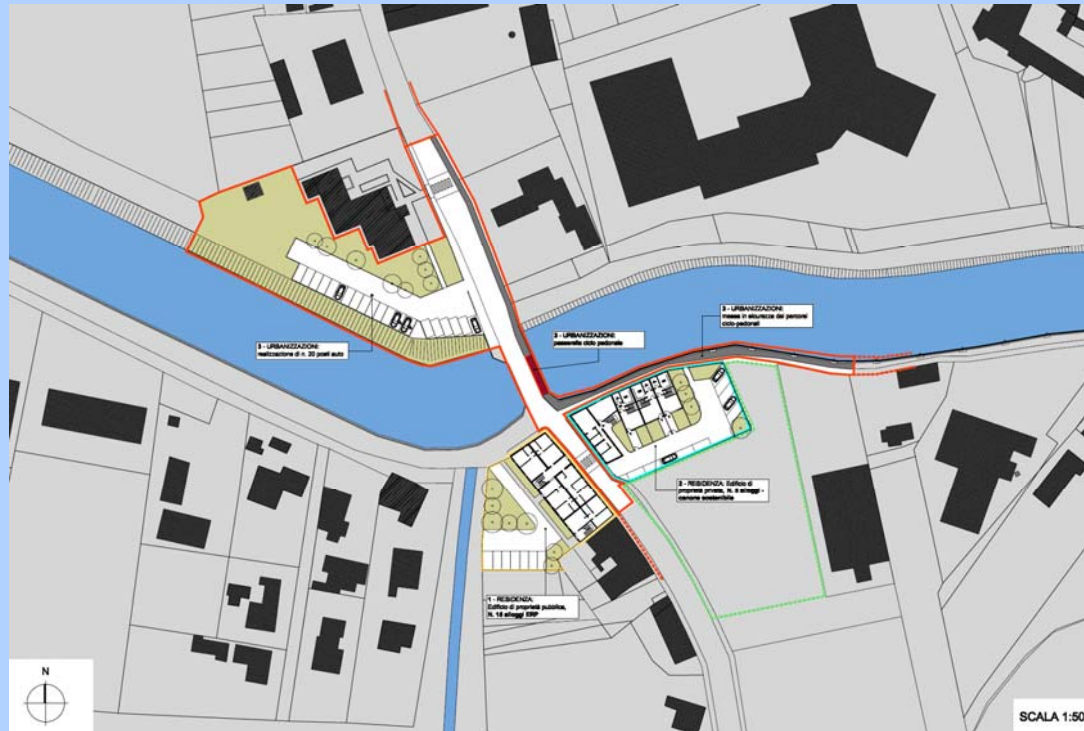 3 - URBANIZZAZIONI:
realizzazione di n. 20 posti auto
3 - URBANIZZAZIONI:
passerella ciclo pedonale
3 - URBANIZZAZIONI:
messa in sicurezza dei percorsi
ciclo-pedonali
2 - RESIDENZA: Edificio di
proprietà privata, N. 8 alloggi -
canone sostenibile
1 - RESIDENZA:
Edificio di proprietà pubblica,
N. 15 alloggi ERP
N
SCALA 1:50